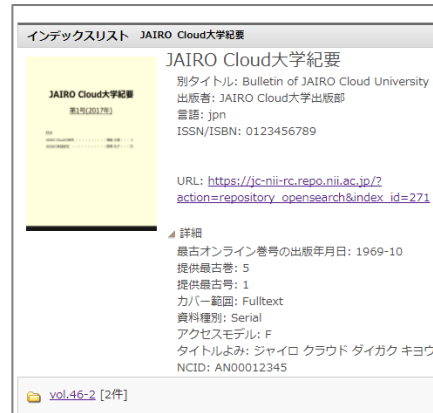 インデックスリスト JAIRO Cloud大学紀要
JAIRO Cloud大学紀要
別タイトル: Bulletin of JAIRO Cloud University
出版者: JAIRO Cloud大学出版部
言語: jpn
ISSN/ISBN: 0123456789
JAIRO Cloud大学紀要
第1号(2017年)
URL: https://jc-nii-rc.repo.nii.ac.jp/?
action=repository_opensearch&index_id=271
詳細
最古オンライン巻号の出版年月日: 1969-10
提供最古巻: 5
提供最古号: 1
カバー範囲: Fulltext
資料種別: Serial
アクセスモデル: F
タイトルよみ: ジャイロ クラウド ダイガク キヨウ
NCID: AN00012345
vol.46-2 [2件]